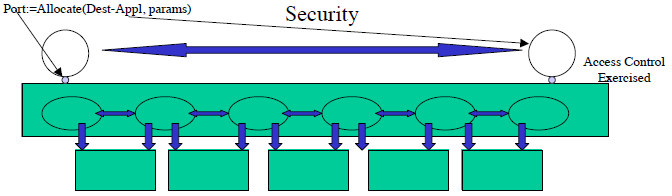 Port:=Allocate(Dest-Appl, params)
Security
Access Control
Exercised